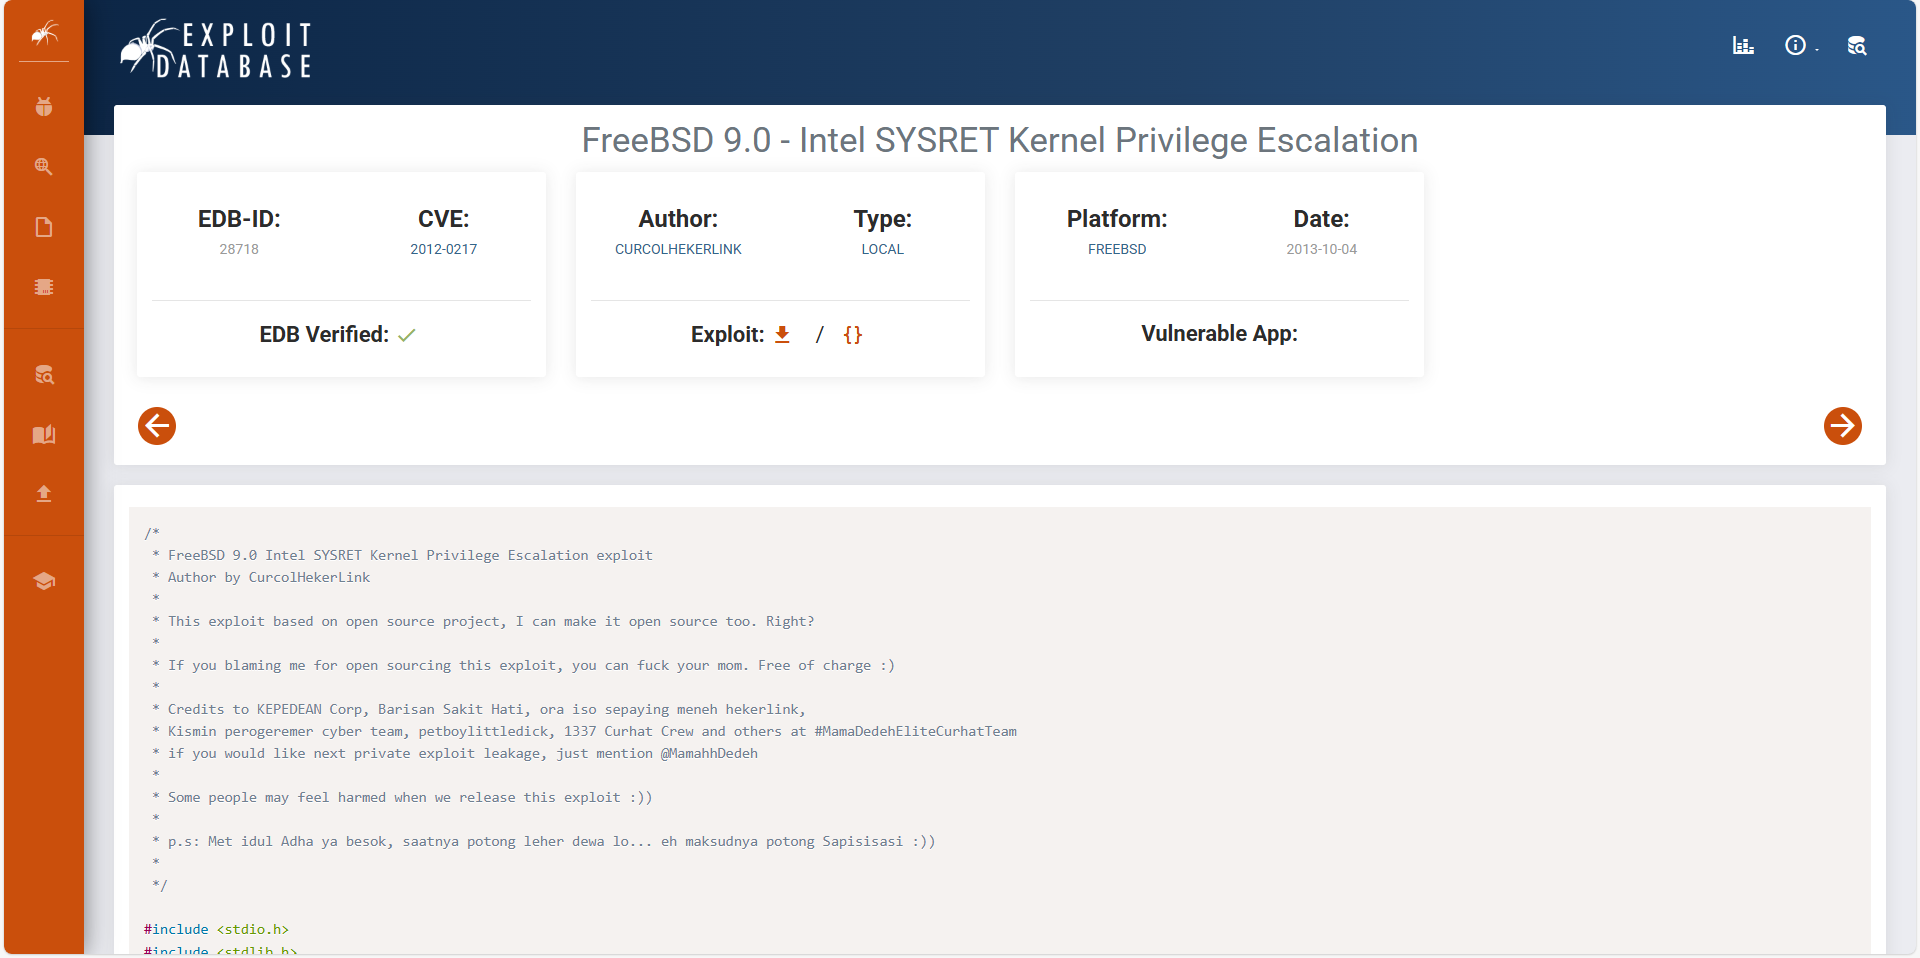 EXPLOIT
DATABASE
FreeBSD 9.0 - Intel SYSRET Kernel Privilege Escalation
EDB-ID:
28718
CVE:
2012-0217
EDB Verified:
Author:
CURCOLHEKERLINK
Type:
LOCAL
Exploit: / {}
Platform:
FREEBSD
Date:
2013-10-04
Vulnerable App:
/*
* FreeBSD 9.0 Intel SYSRET Kernel Privilege Escalation exploit
* Author by CurcolHekerLink
*
* This exploit based on open source project, I can make it open source too. Right?
*
* If you blaming me for open sourcing this exploit, you can fuck your mom. Free of charge :)
*
* Credits to KEPEDEAN Corp, Barisan Sakit Hati, ora iso sepaying meneh hekerlink,
* Kismin perogeremer cyber team, petboylittledick, 1337 Curhat Crew and others at #MamaDedehEliteCurhatTeam
* if you would like next private exploit leakage, just mention @MamahhDedeh
*
* Some people may feel harmed when we release this exploit :))
*
* p.s: Met idul Adha ya besok, saatnya potong leher dewa lo... eh maksudnya potong Sapisisasi :))
*
*/
#include <stdio.h>
#include <stdlib.h>